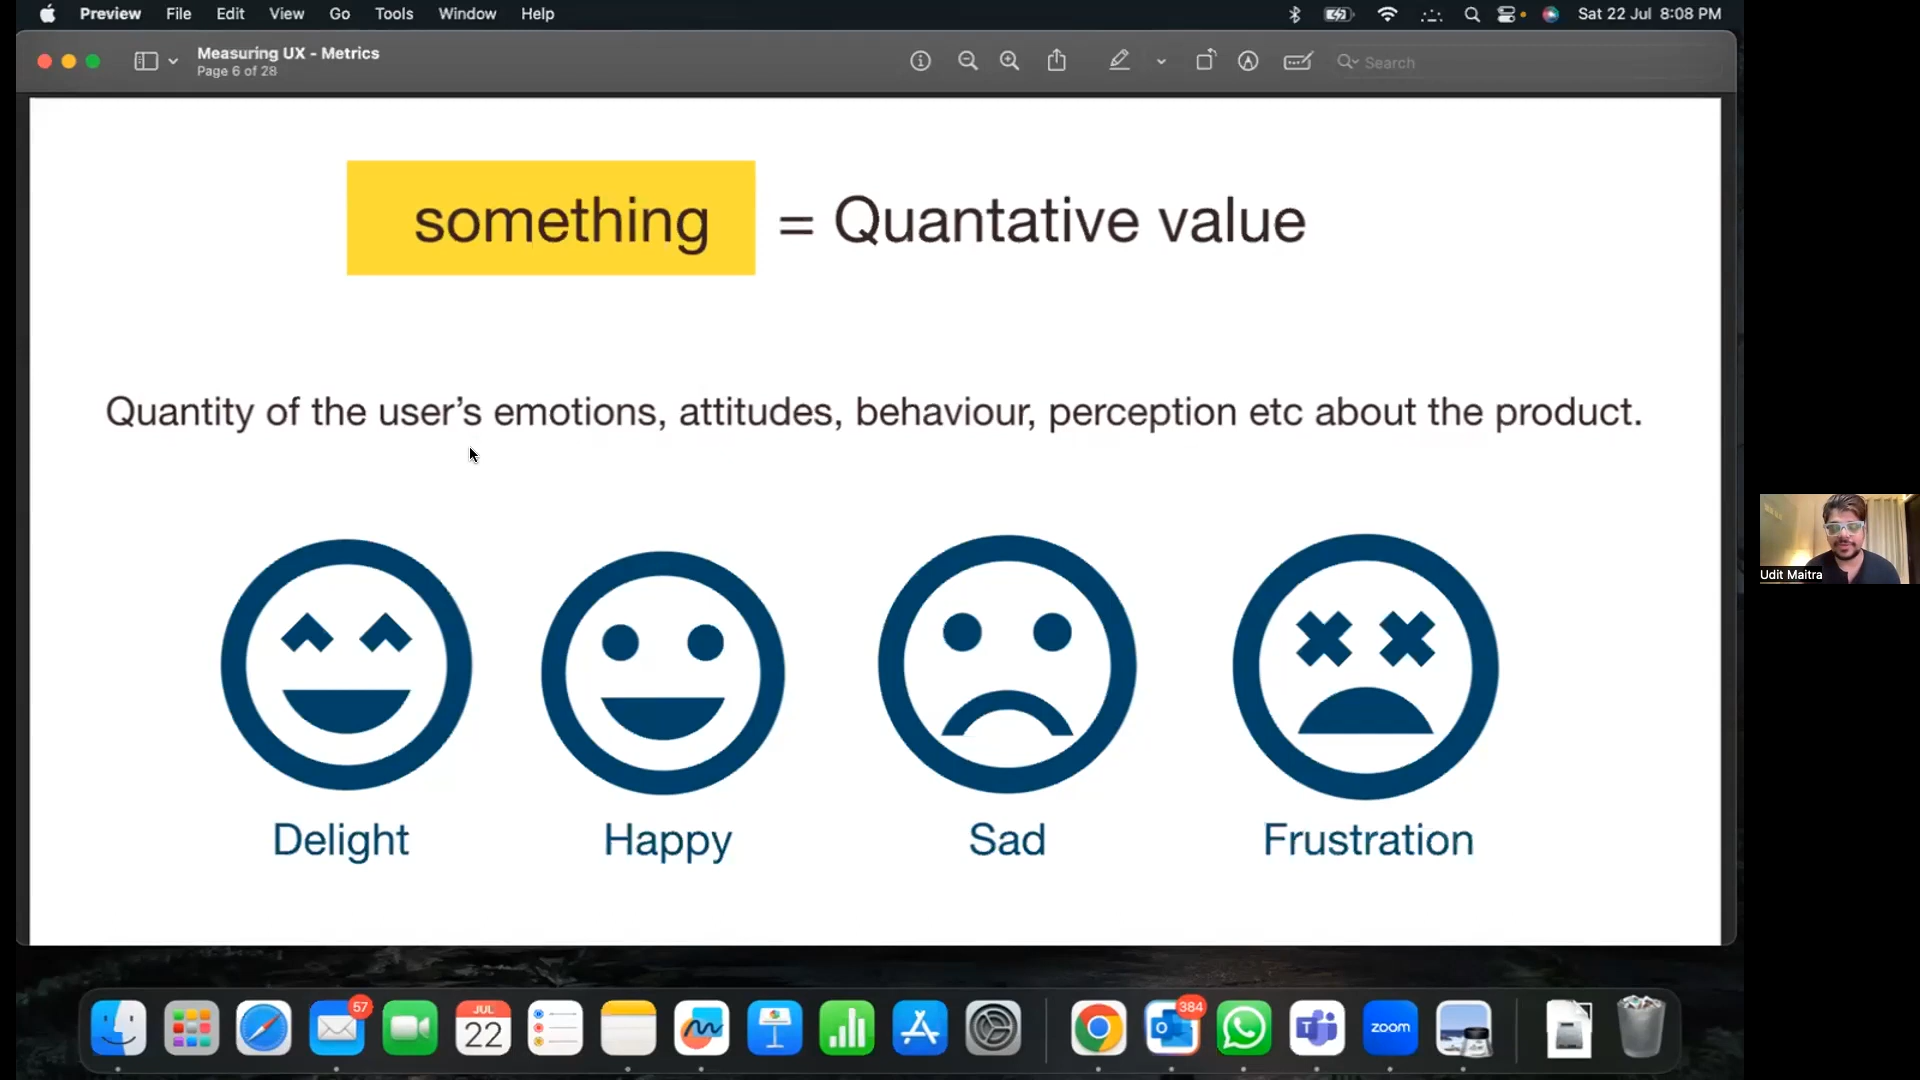 Preview File Edit View Go Tools Window Help Sat 22 Jul 8:08 PM
Measuring UX - Metrics
Page 6 of 28
Search
something = Quantative value
Quantity of the user's emotions, attitudes, behaviour, perception etc about the product.
Delight Happy Sad Frustration
Udit Maitra
57
JUL
22
384
zoom